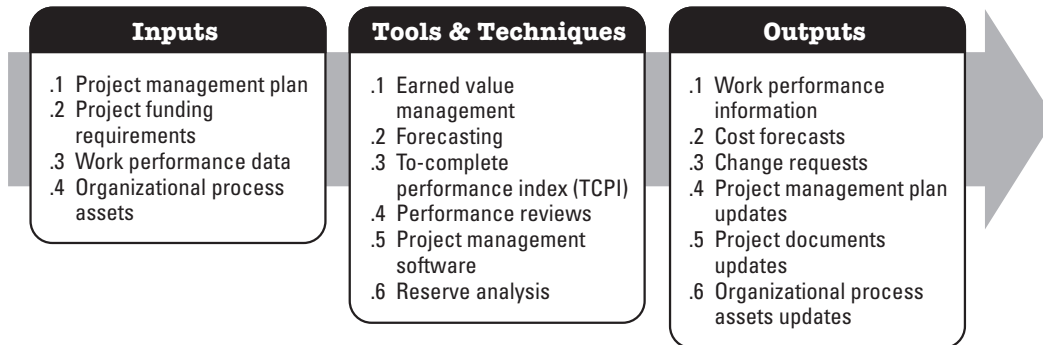 Inputs
.1 Project management plan
.2 Project funding
requirements
.3 Work performance data
.4 Organizational process
assets
Tools & Techniques
.1 Earned value
management
.2 Forecasting
.3 To-complete
performance index (TCPI)
.4 Performance reviews
.5 Project management
software
.6 Reserve analysis
Outputs
.1 Work performance
information
.2 Cost forecasts
.3 Change requests
.4 Project management plan
updates
.5 Project documents
updates
.6 Organizational process
assets updates